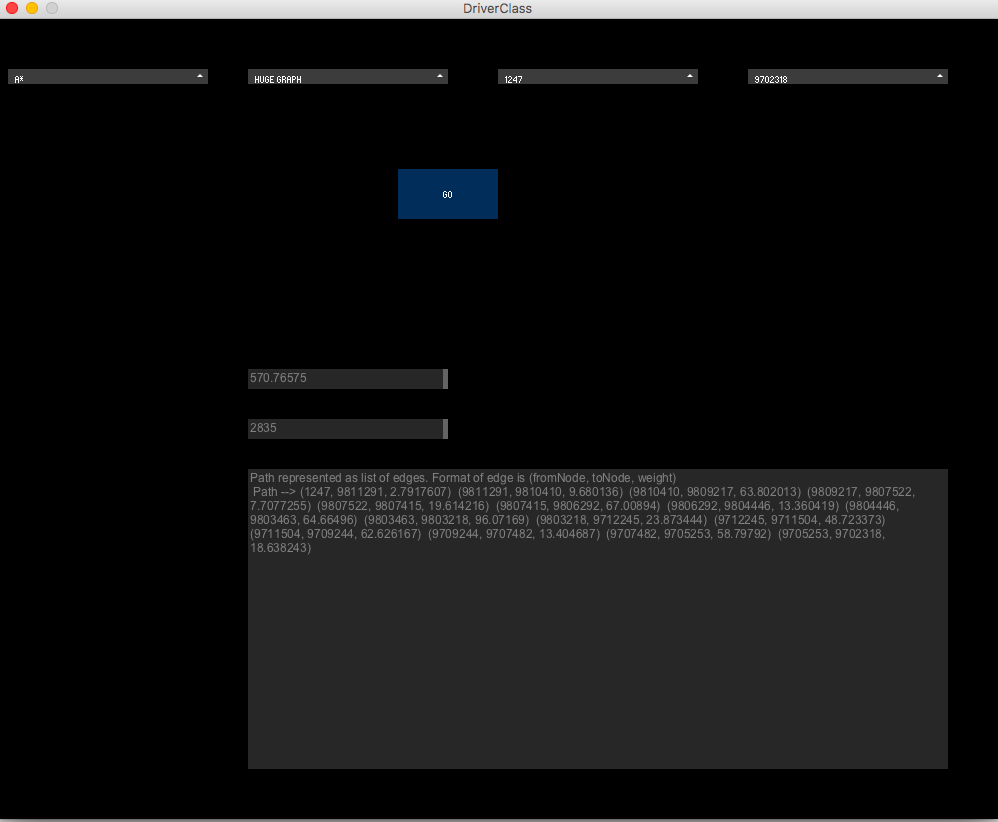 DriverClass
A*
HUGE GRAPH
1247
9702318
GO
570.76575
2835
Path represented as list of edges. Format of edge is (fromNode, toNode, weight)
Path --> (1247, 9811291, 2.7917607) (9811291, 9810410, 9.680136) (9810410, 9809217, 63.802013) (9809217, 9807522,
7.7077255) (9807522, 9807415, 19.614216) (9807415, 9806292, 67.00894) (9806292, 9804446, 13.360419) (9804446,
9803463, 64.66496) (9803463, 9803218, 96.07169) (9803218, 9712245, 23.873444) (9712245, 9711504, 48.723373)
(9711504, 9709244, 62.626167) (9709244, 9707482, 13.404687) (9707482, 9705253, 58.79792) (9705253, 9702318,
18.638243)